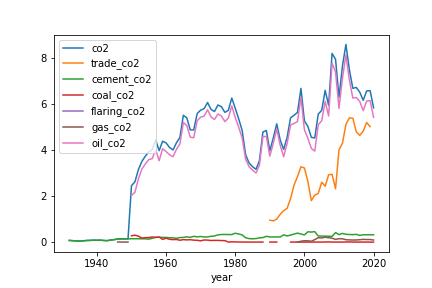 co2
trade_co2
cement_co2
coal_co2
flaring_co2
gas_co2
oil_co2
8
6
4
2
0
1940 1960 1980 2000 2020
year